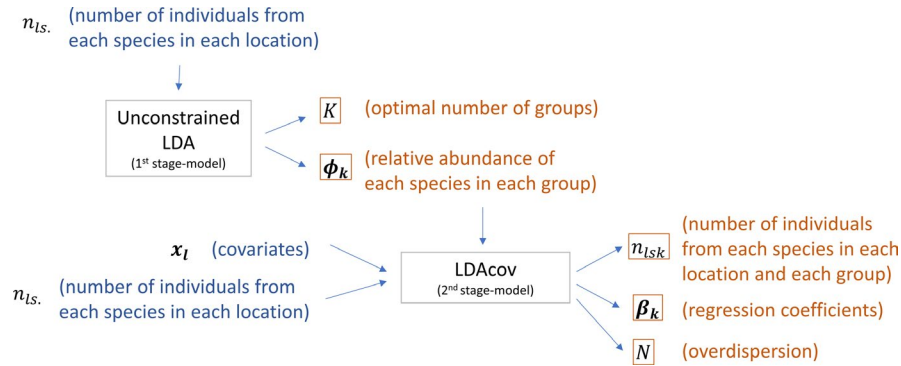 n_ls. (number of individuals from
each species in each location)
Unconstrained
LDA
(1st stage-model)
K (optimal number of groups)
ϕ_k (relative abundance of
each species in each group)
x_l (covariates)
n_ls. (number of individuals from
each species in each location)
LDAcov
(2nd stage-model)
n_lsk (number of individuals
from each species in each
location and each group)
β_k (regression coefficients)
N (overdispersion)